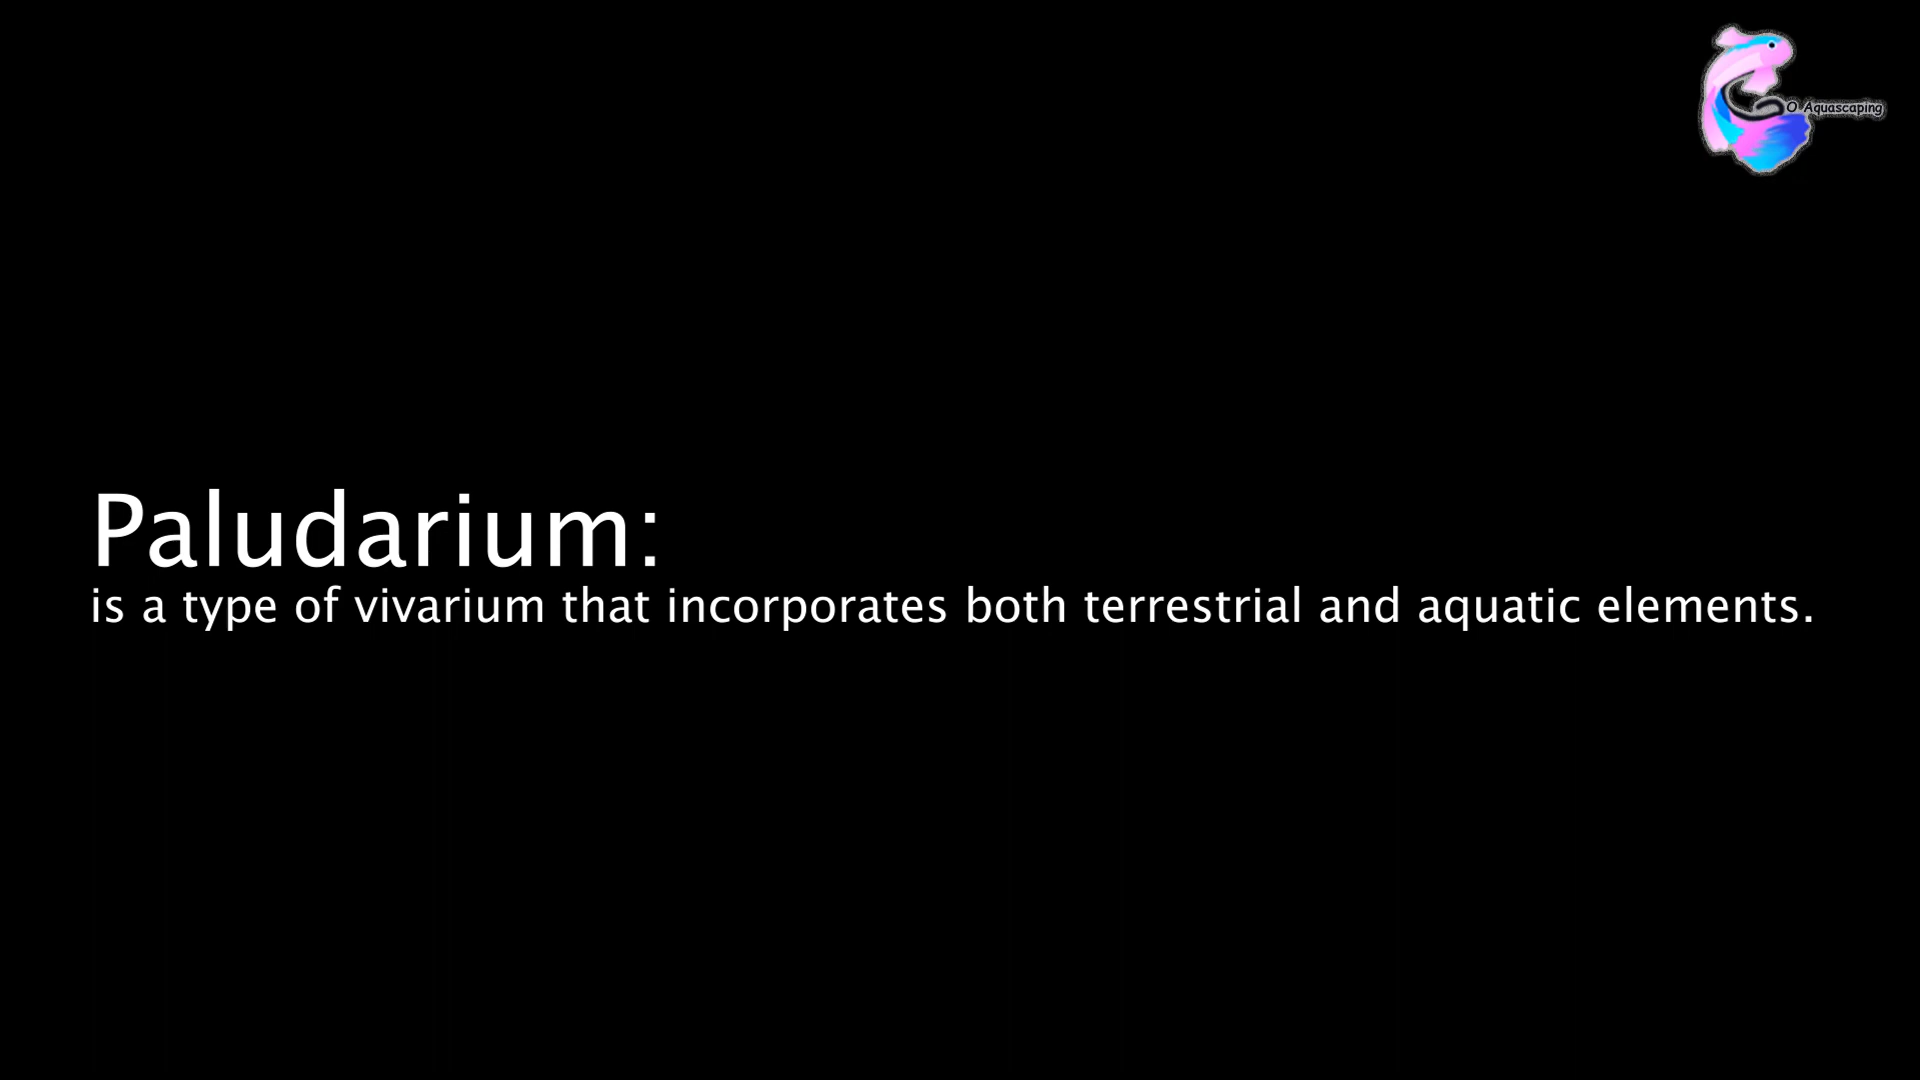 O Aquascaping
Paludarium:
is a type of vivarium that incorporates both terrestrial and aquatic elements.